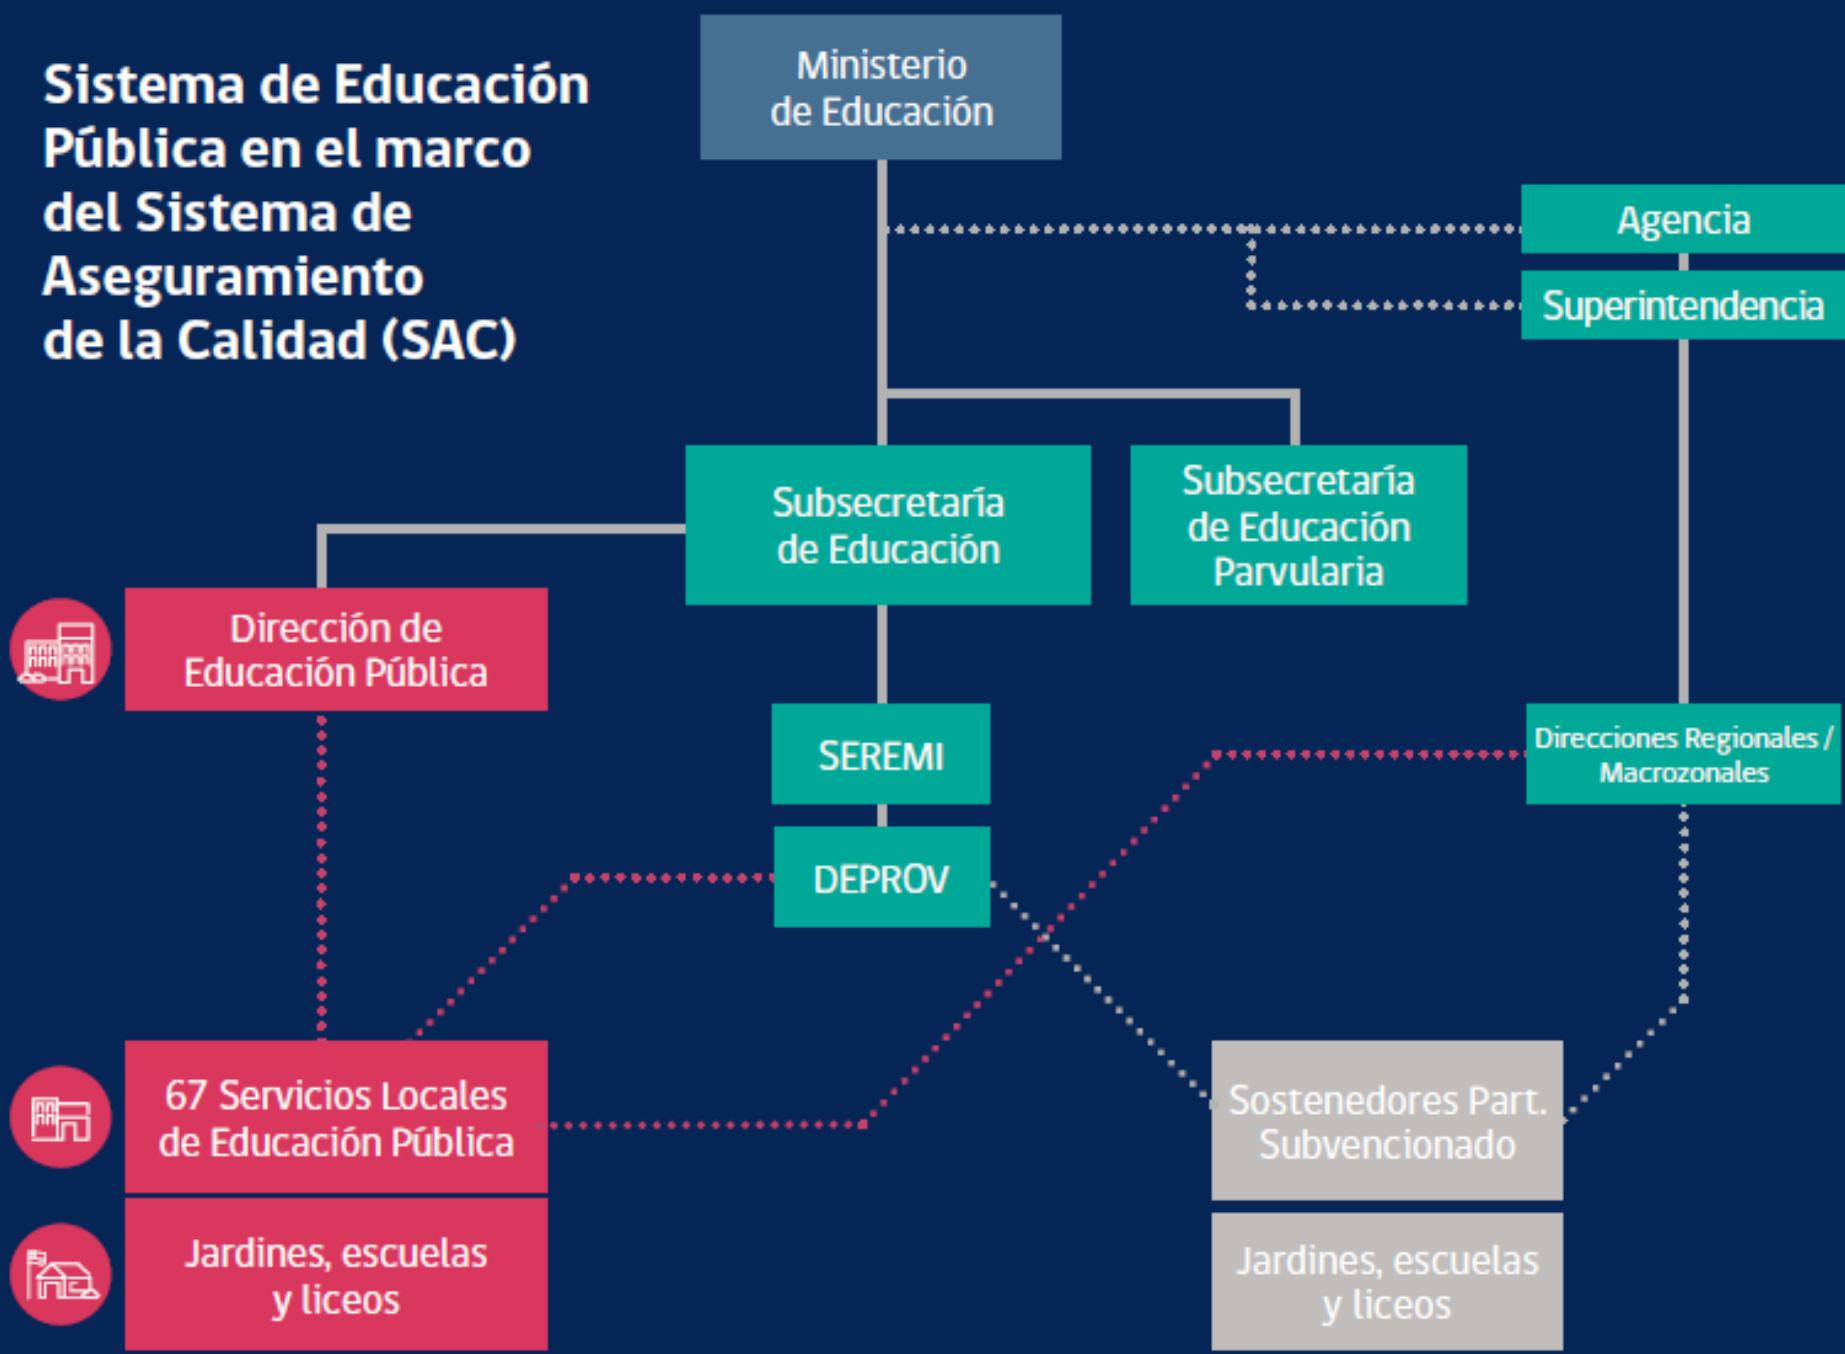 Sistema de Educación
Pública en el marco
del Sistema de
Aseguramiento
de la Calidad (SAC)
Ministerio
de Educación
Agencia
Superintendencia
Subsecretaría
de Educación
Subsecretaría
de Educación
Parvularia
Dirección de
Educación Pública
SEREMI
Direcciones Regionales /
Macrozonales
DEPROV
67 Servicios Locales
de Educación Pública
Sostenedores Part.
Subvencionado
Jardines, escuelas
y liceos
Jardines, escuelas
y liceos